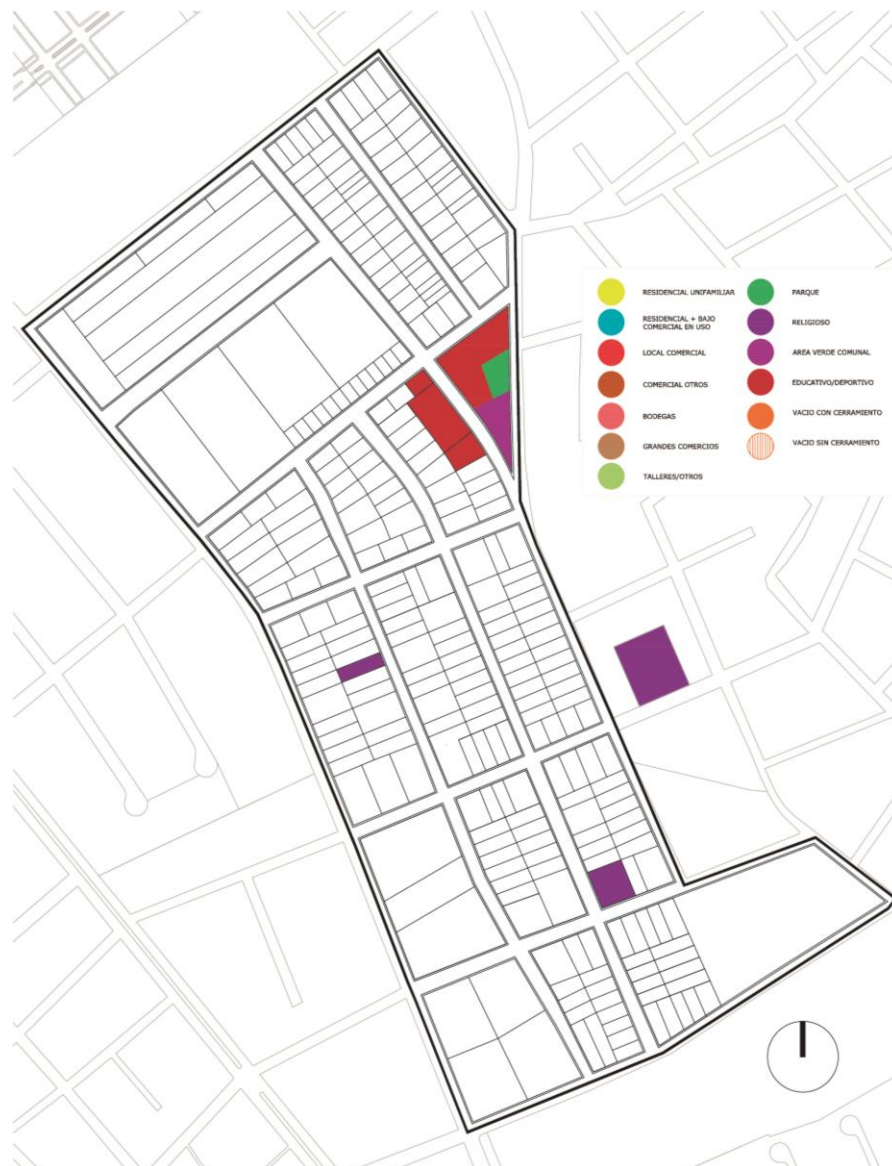 RESIDENCIAL UNIFAMILIAR
RESIDENCIAL + BAJO
COMERCIAL EN USO
LOCAL COMERCIAL
COMERCIAL OTROS
BODEGAS
GRANDES COMERCIOS
TALLERES/OTROS
PARQUE
RELIGIOSO
AREA VERDE COMUNAL
EDUCATIVO/DEPORTIVO
VACIO CON CERRAMIENTO
VACIO SIN CERRAMIENTO